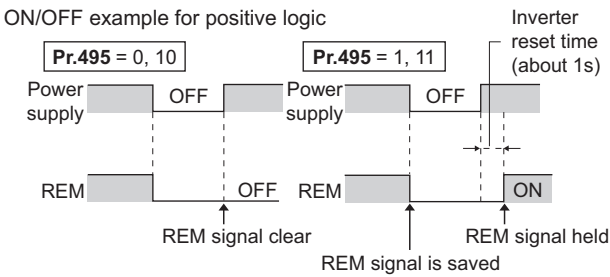 ON/OFF example for positive logic
Pr.495 = 0, 10
Power
supply
OFF
REM
OFF
REM signal clear
Pr.495 = 1, 11
Inverter
reset time
(about 1s)
Power
supply
OFF
REM
ON
REM signal held
REM signal is saved